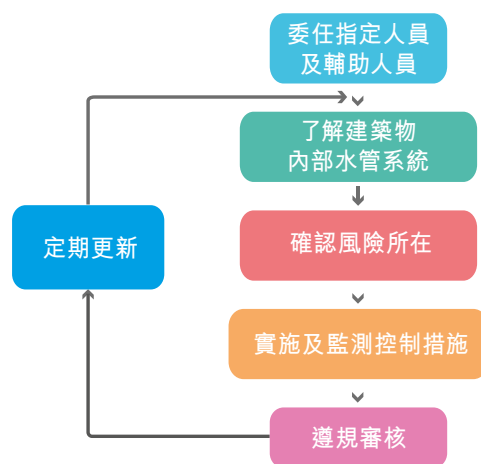 委任指定人員
及輔助人員
了解建築物
內部水管系統
定期更新
確認風險所在
實施及監測控制措施
遵規審核